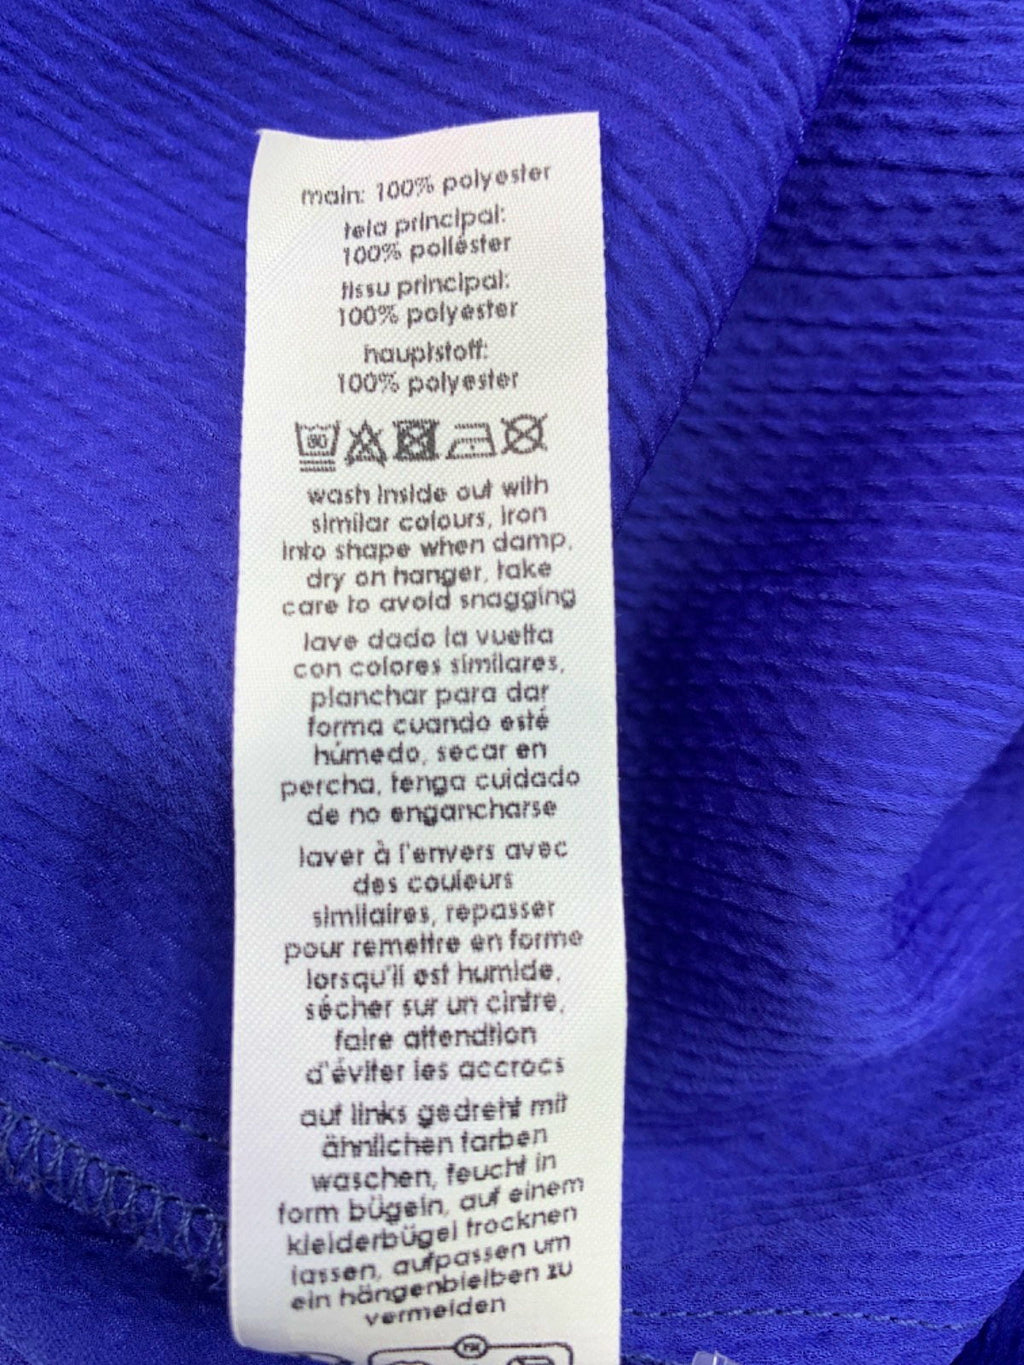 main: 100% polyester
tela principal:
100% poliéster
tissu principal:
100% polyester
hauptstoff:
100% polyester
30
wash inside out with
similar colours, iron
into shape when damp,
dry on hanger, take
care to avoid snagging
lave dado la vuelta
con colores similares,
planchar para dar
forma cuando esté
húmedo, secar en
percha, tenga cuidado
de no engancharse
laver à l'envers avec
des couleurs
similaires, repasser
pour remettre en forme
lorsqu'il est humide,
sécher sur un cintre,
faire attendtion
d'éviter les accrocs
auf links gedreht mit
ähnlichen farben
waschen, feucht in
form bügeln, auf einem
kleiderbügel trocknen
lassen, aufpassen um
ein hängenbleiben zu
vermeiden